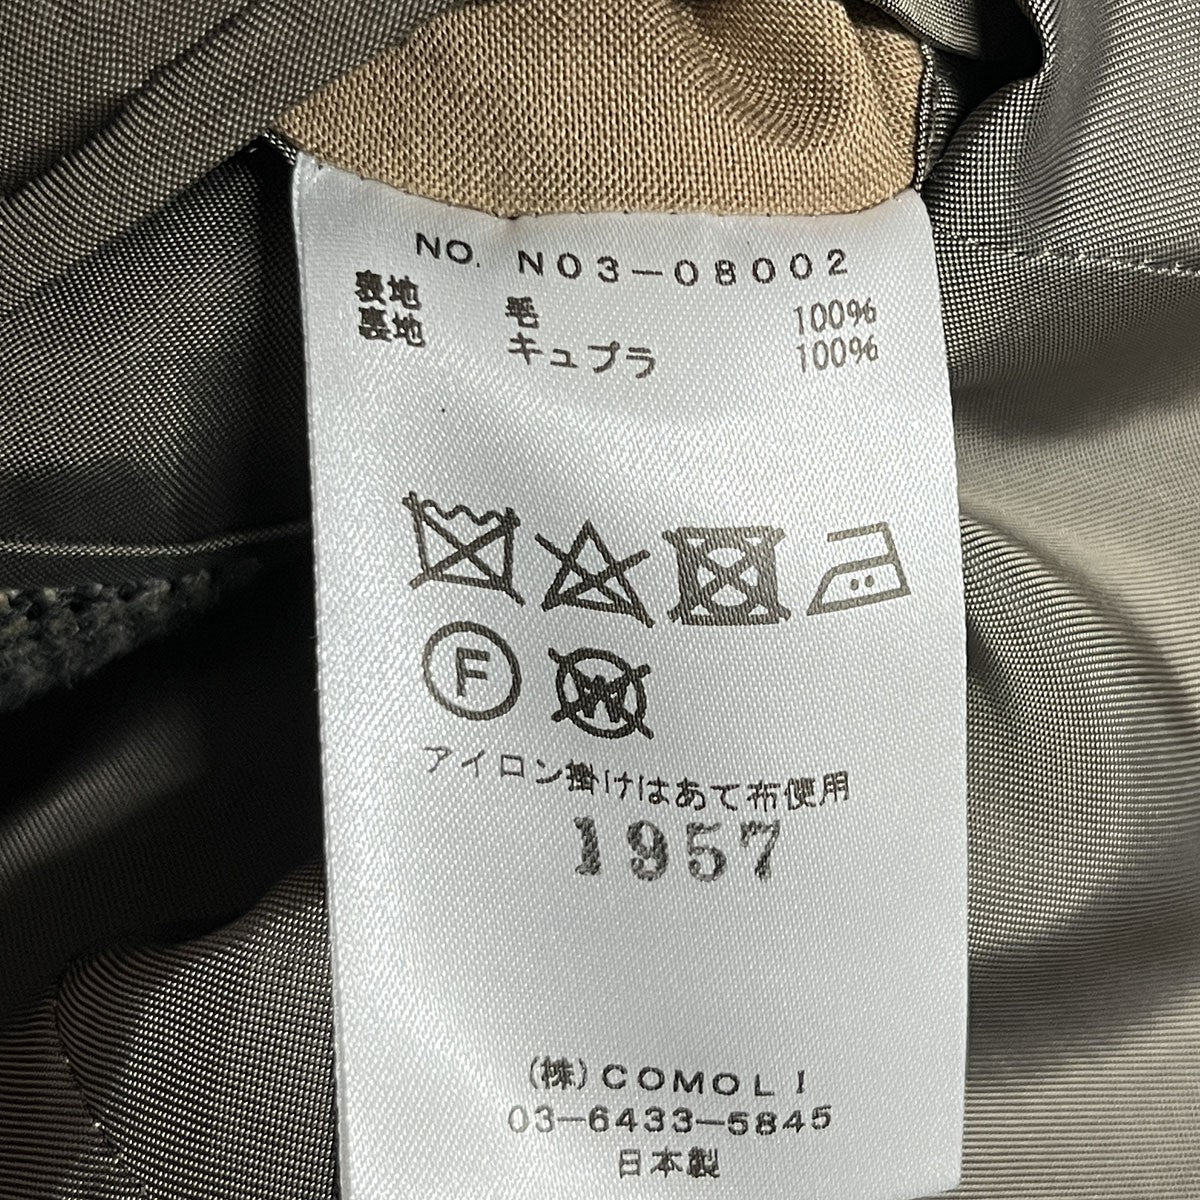 NO. N03-08002
表地 毛 100%
裏地 キュプラ 100%
F
W
アイロン掛けはあて布使用
1957
(株)COMOLI
03-6433-5845
日本製